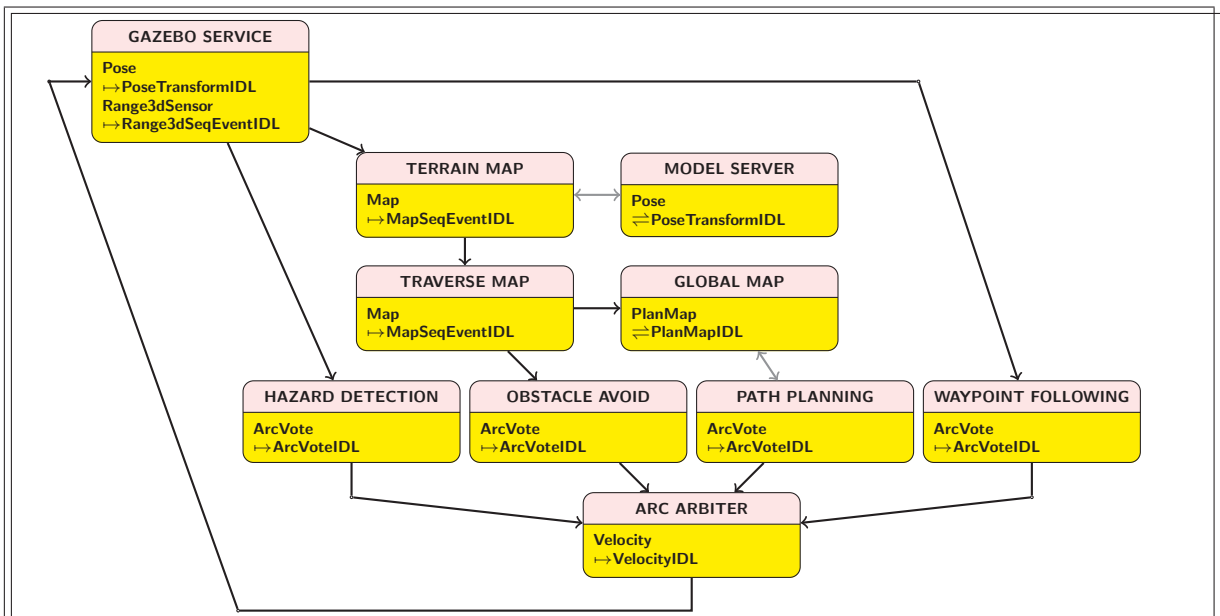 GAZEBO SERVICE
Pose
↦PoseTransformIDL
Range3dSensor
↦Range3dSeqEventIDL
TERRAIN MAP
Map
↦MapSeqEventIDL
MODEL SERVER
Pose
⇌PoseTransformIDL
TRAVERSE MAP
Map
↦MapSeqEventIDL
GLOBAL MAP
PlanMap
⇌PlanMapIDL
HAZARD DETECTION
ArcVote
↦ArcVoteIDL
OBSTACLE AVOID
ArcVote
↦ArcVoteIDL
PATH PLANNING
ArcVote
↦ArcVoteIDL
WAYPOINT FOLLOWING
ArcVote
↦ArcVoteIDL
ARC ARBITER
Velocity
↦VelocityIDL